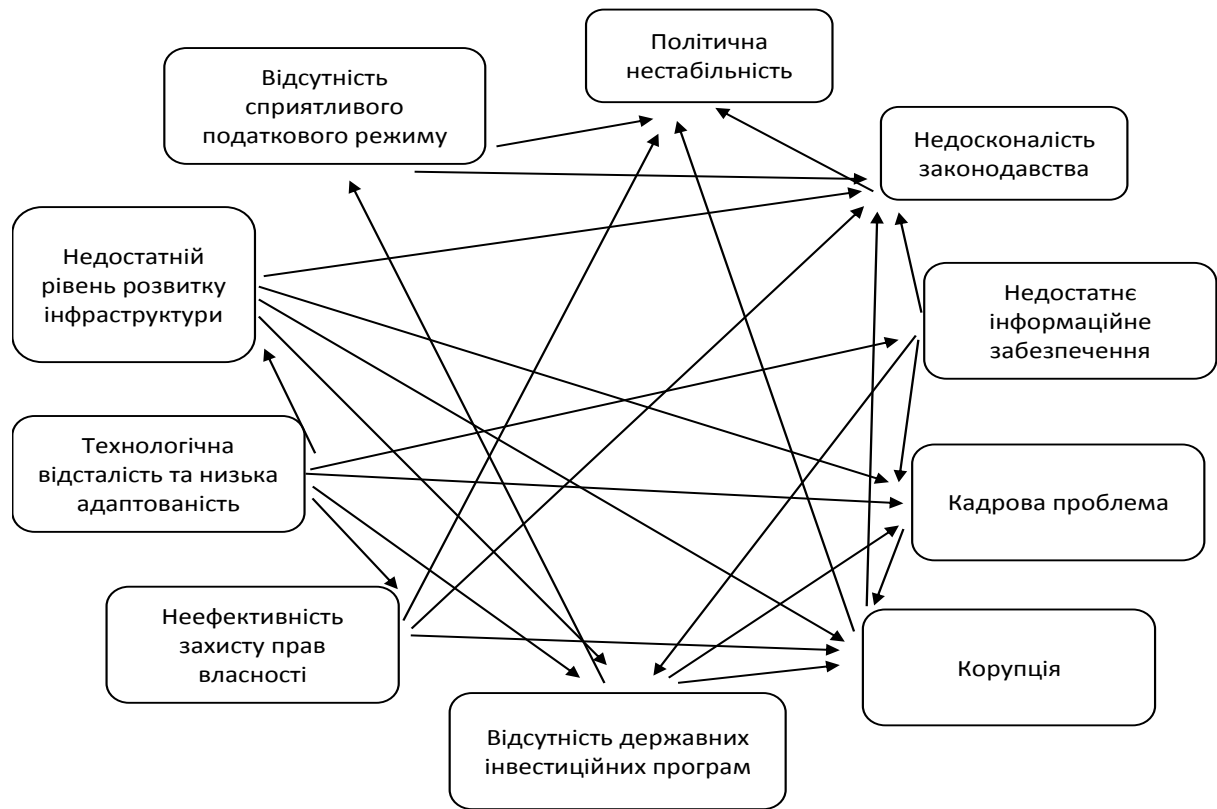 Політична
нестабільність
Відсутність
сприятливого
податкового режиму
Недосконалість
законодавства
Недостатній
рівень розвитку
інфраструктури
Недостатнє
інформаційне
забезпечення
Технологічна
відсталість та низька
адаптованість
Кадрова проблема
Неефективність
захисту прав
власності
Корупція
Відсутність державних
інвестиційних програм